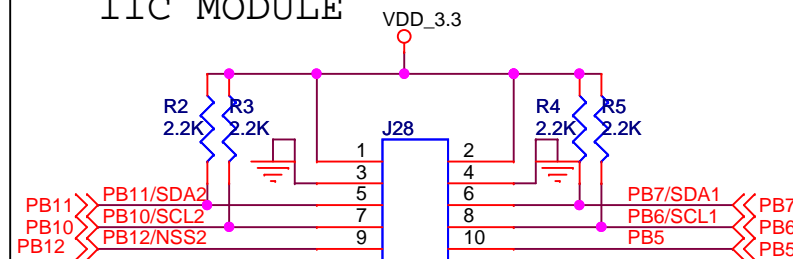 IIC MODULE
VDD_3.3
R2 R3 R4 R5
2.2K 2.2K 2.2K 2.2K
J28
1 2
3 4
PB11 PB11/SDA2 5 6 PB7/SDA1 PB7
PB10 PB10/SCL2 7 8 PB6/SCL1 PB6
PB12 PB12/NSS2 9 10 PB5 PB5